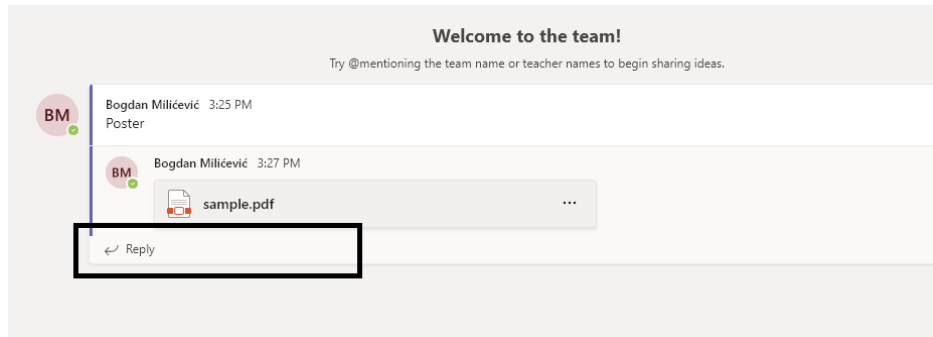 Welcome to the team!
Try @mentioning the team name or teacher names to begin sharing ideas.
BM
Bogdan Milićević 3:25 PM
Poster
BM
Bogdan Milićević 3:27 PM
sample.pdf ...
Reply